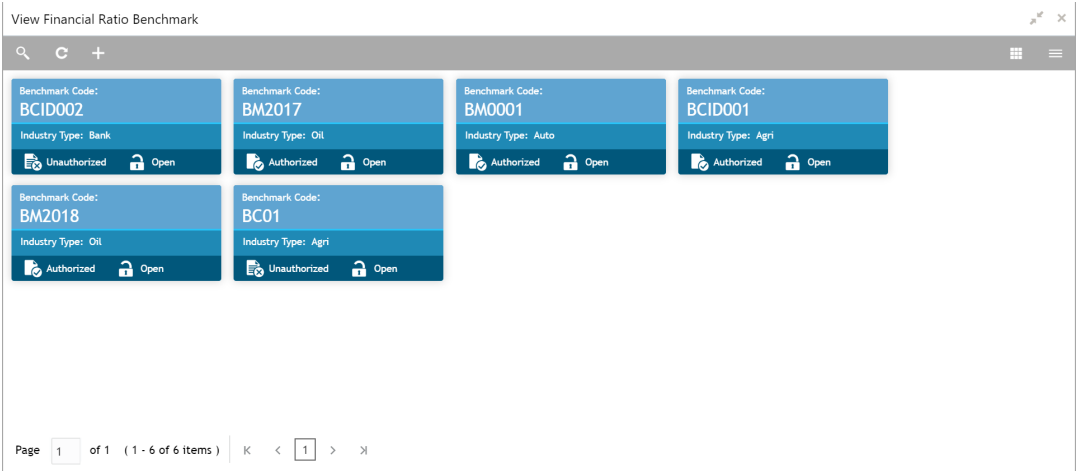 View Financial Ratio Benchmark
Benchmark Code:
BCID002
Industry Type: Bank
Unauthorized Open
Benchmark Code:
BM2017
Industry Type: Oil
Authorized Open
Benchmark Code:
BM0001
Industry Type: Auto
Authorized Open
Benchmark Code:
BCID001
Industry Type: Agri
Authorized Open
Benchmark Code:
BM2018
Industry Type: Oil
Authorized Open
Benchmark Code:
BC01
Industry Type: Agri
Unauthorized Open
Page 1 of 1 ( 1 - 6 of 6 items ) 1